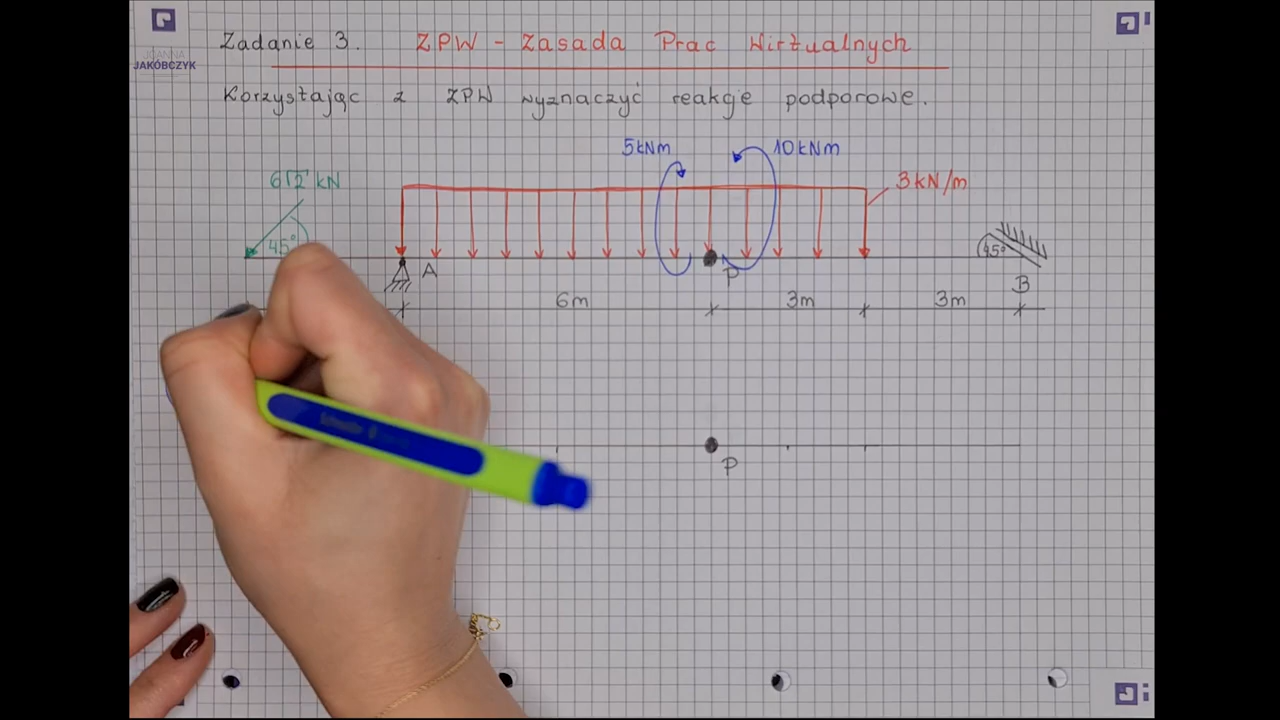 Zadanie 3. ZPW - Zasada Prac Wirtualnych
JOANNA
JAKÓBCZYK
Korzystając z ZPW wyznaczyć reakcje podporowe.
5kNm 10kNm
6√2' kN 3kN/m
45° 45°
A P B
6m 3m 3m
P